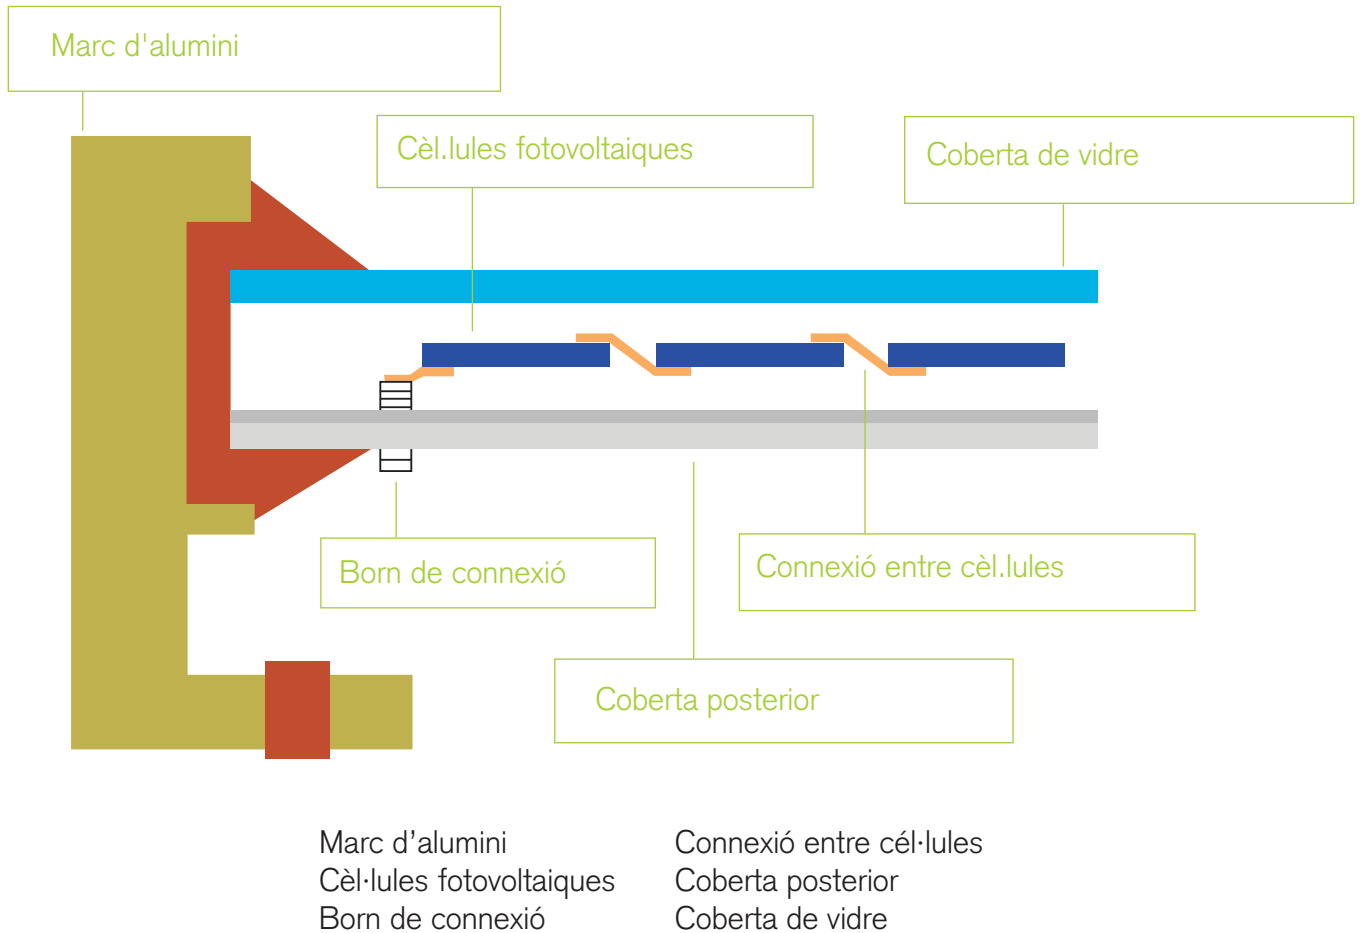 Marc d'alumini
Cèl.lules fotovoltaiques
Coberta de vidre
Born de connexió
Connexió entre cèl.lules
Coberta posterior
Marc d’alumini
Cèl·lules fotovoltaiques
Born de connexió
Connexió entre cél·lules
Coberta posterior
Coberta de vidre